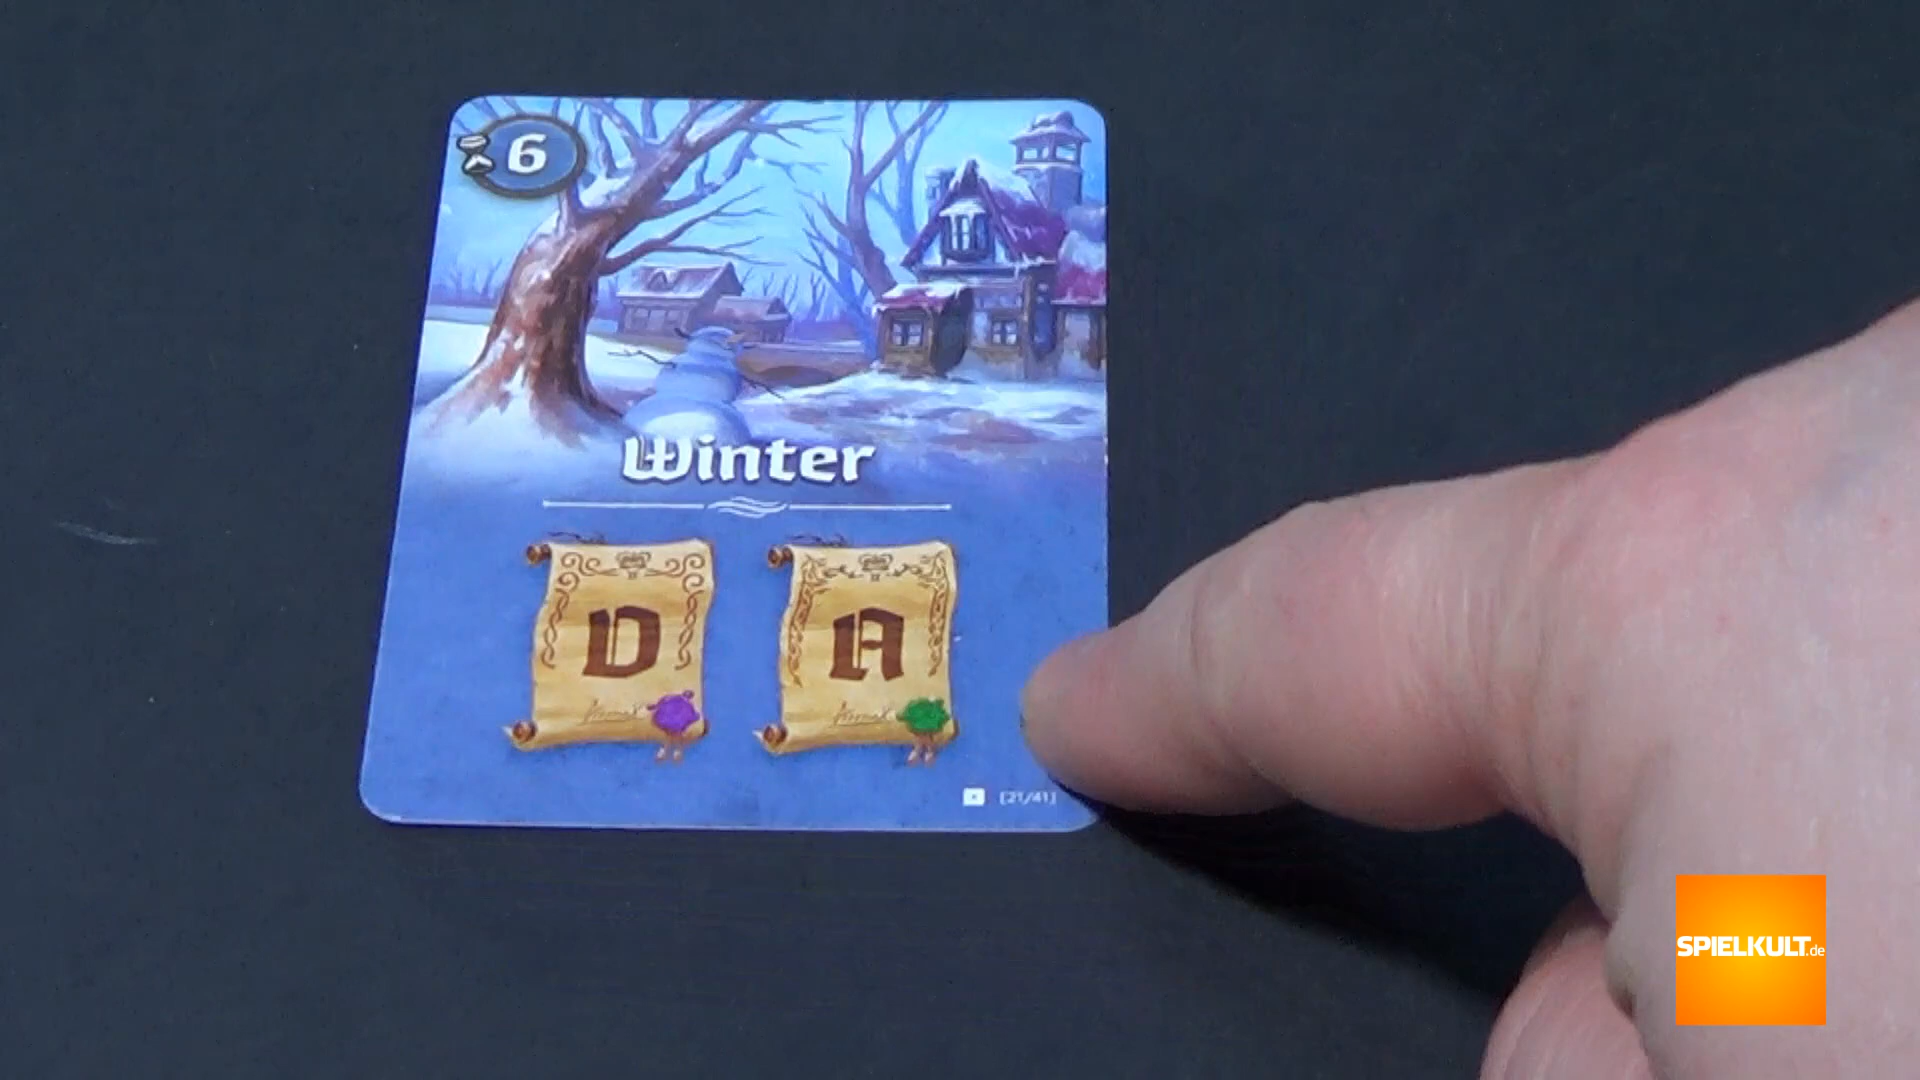 6
Winter
D A
[21/41]
SPIELKULT.de